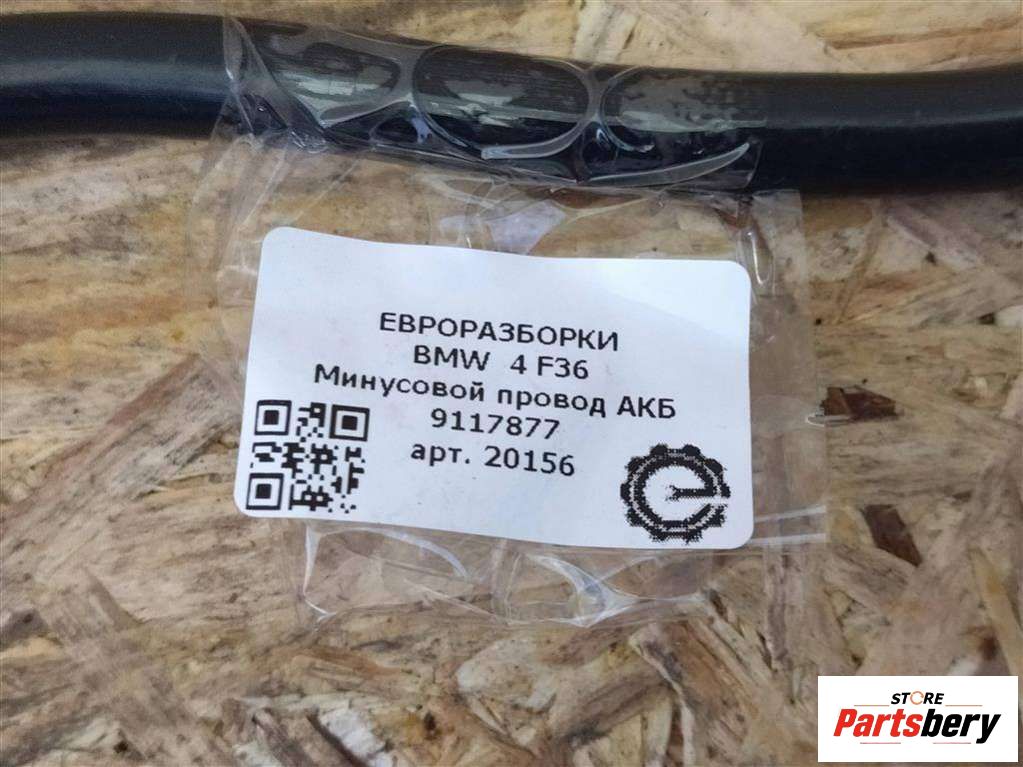 ЕВРОРАЗБОРКИ
BMW 4 F36
Минусовой провод АКБ
9117877
арт. 20156
STORE
Partsbery